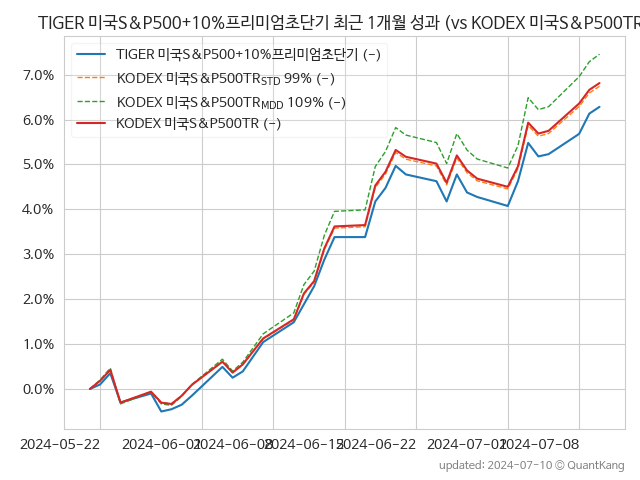 TIGER 미국S&P500+10%프리미엄초단기 최근 1개월 성과 (vs KODEX 미국S&P500TR
TIGER 미국S&P500+10%프리미엄초단기 (-)
KODEX 미국S&P500TR_STD 99% (-)
KODEX 미국S&P500TR_MDD 109% (-)
KODEX 미국S&P500TR (-)
7.0%
6.0%
5.0%
4.0%
3.0%
2.0%
1.0%
0.0%
2024-05-22 2024-06-01 2024-06-08 2024-06-15 2024-06-22 2024-07-01 2024-07-08
updated: 2024-07-10 © QuantKang